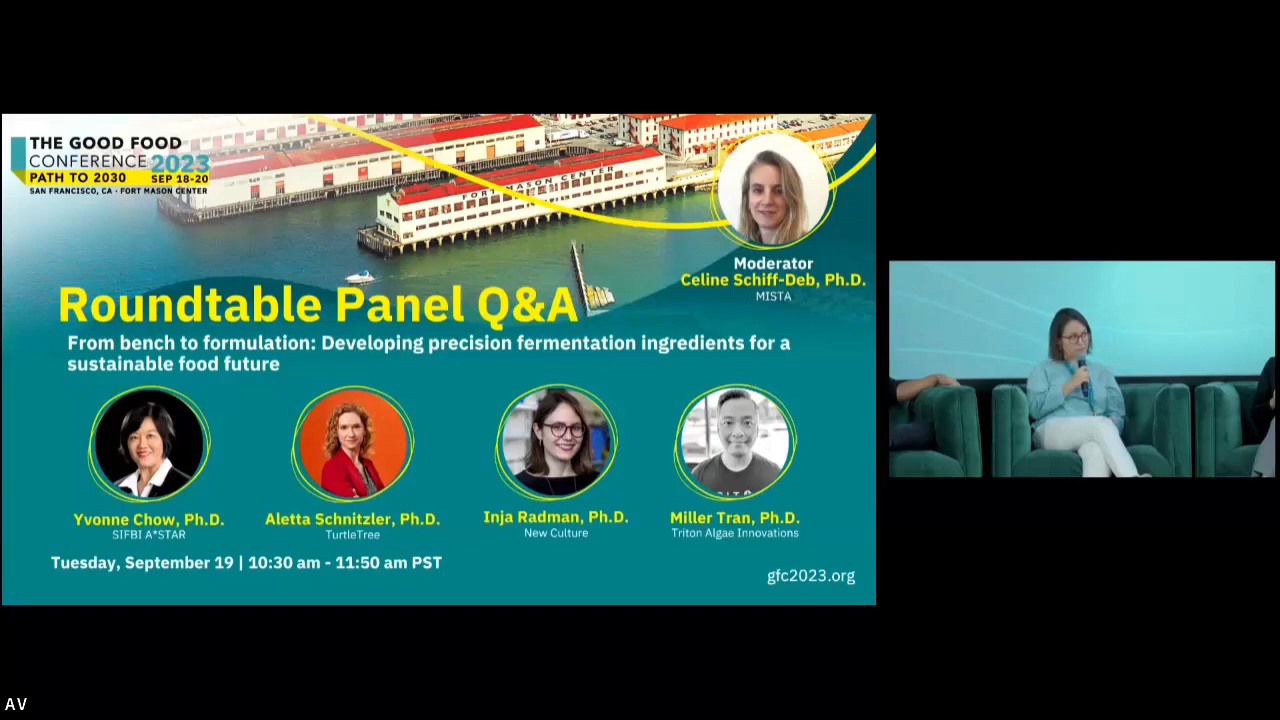 THE GOOD FOOD
CONFERENCE 2023
PATH TO 2030 SEP 18-20
SAN FRANCISCO, CA - FORT MASON CENTER
FORT MASON CENTER
Moderator
Celine Schiff-Deb, Ph.D.
MISTA
Roundtable Panel Q&A
From bench to formulation: Developing precision fermentation ingredients for a
sustainable food future
Yvonne Chow, Ph.D.
SIFBI A*STAR
Aletta Schnitzler, Ph.D.
TurtleTree
Inja Radman, Ph.D.
New Culture
Miller Tran, Ph.D.
Triton Algae Innovations
Tuesday, September 19 | 10:30 am - 11:50 am PST
gfc2023.org
AV